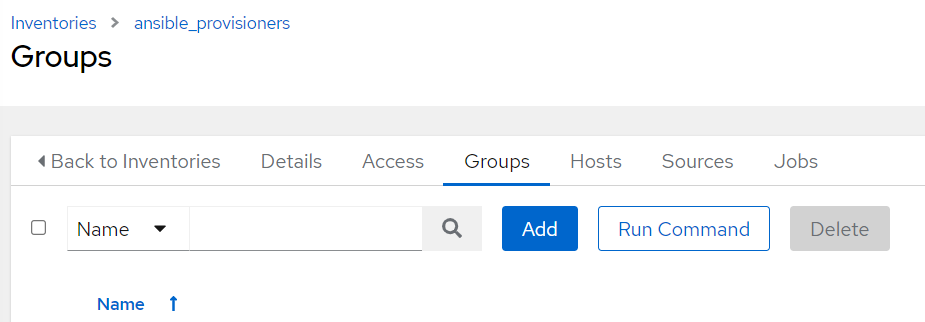 Inventories > ansible_provisioners
Groups
Back to Inventories Details Access Groups Hosts Sources Jobs
Name Add Run Command Delete
Name